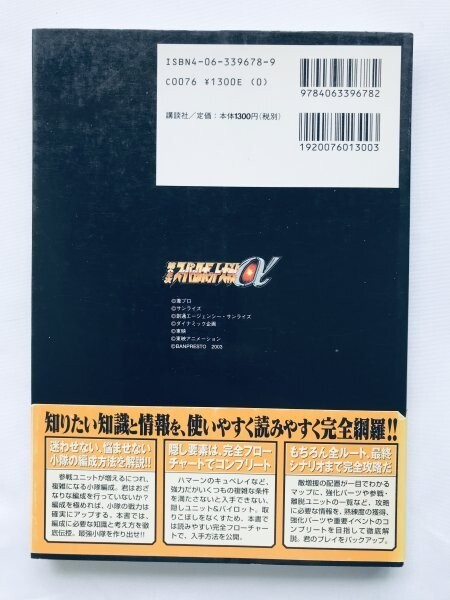 ISBN4-06-339678-9
C0076 ¥1300E (0)
講談社／定価：本体1300円(税別)
9784063396782
1920076013003
スーパーロボット大戦α
©葦プロ
©サンライズ
©創通エージェンシー・サンライズ
©ダイナミック企画
©東映
©東映アニメーション
©BANPRESTO 2003
知りたい知識と情報を、使いやすく読みやすく完全網羅!!
迷わせない、悩ませない
小隊の編成方法を解説!!
参戦ユニットが増えるにつれ、
複雑になる小隊編成。君はおざ
なりな編成を行っていないか?
編成を極めれば、小隊の戦力は
確実にアップする。本書では、
編成に必要な知識と考え方を徹
底伝授。最強小隊を作り出せ!!
隠し要素は、完全フロー
チャートでコンプリート
ハマーンのキュベレイなど、
強力だがいくつもの複雑な条件
を満たさないと入手できない、
隠しユニット&パイロット。取り
こぼしをなくすため、本書では
読みやすい完全フローチャー
トで、入手方法を公開。
もちろん全ルート、最終
シナリオまで完全攻略だ
敵増援の配置が一目でわかる
マップに、強化パーツや参戦・
離脱ユニットの一覧など、攻略
に必要な情報を、熟練度の獲得、
強化パーツや重要イベントのコ
ンプリートを目指して徹底解
説。君のプレイをバックアップ。